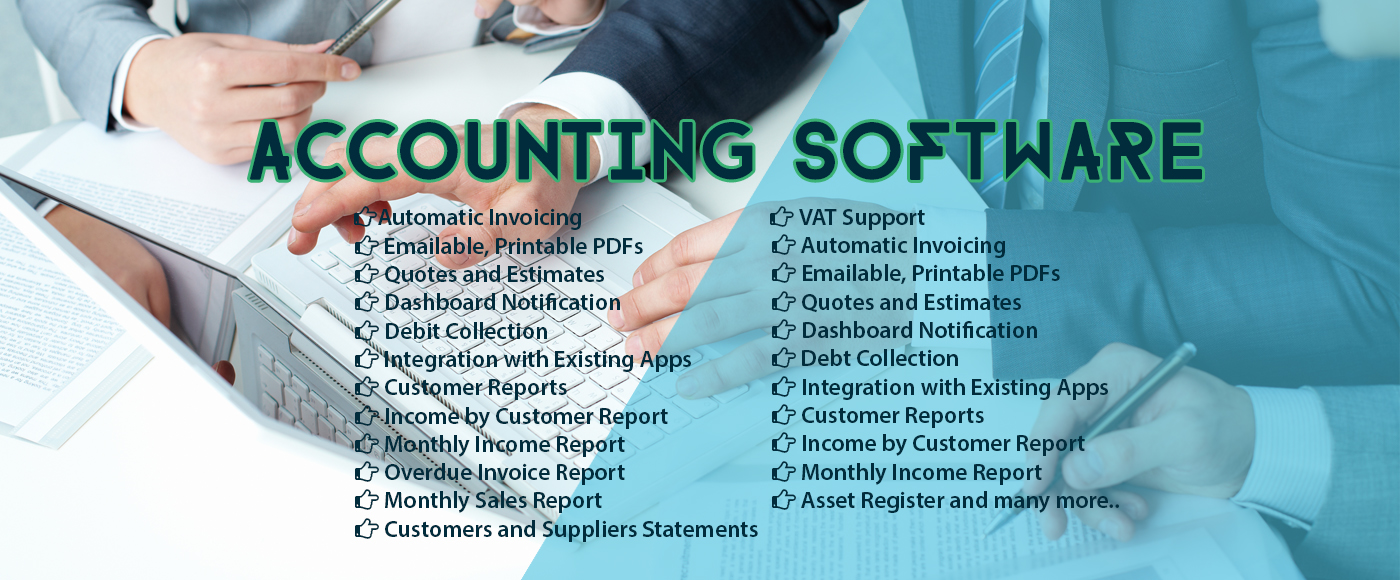 ACCOUNTING SOFTWARE
Automatic Invoicing
Emailable, Printable PDFs
Quotes and Estimates
Dashboard Notification
Debit Collection
Integration with Existing Apps
Customer Reports
Income by Customer Report
Monthly Income Report
Overdue Invoice Report
Monthly Sales Report
Customers and Suppliers Statements
VAT Support
Automatic Invoicing
Emailable, Printable PDFs
Quotes and Estimates
Dashboard Notification
Debt Collection
Integration with Existing Apps
Customer Reports
Income by Customer Report
Monthly Income Report
Asset Register and many more..